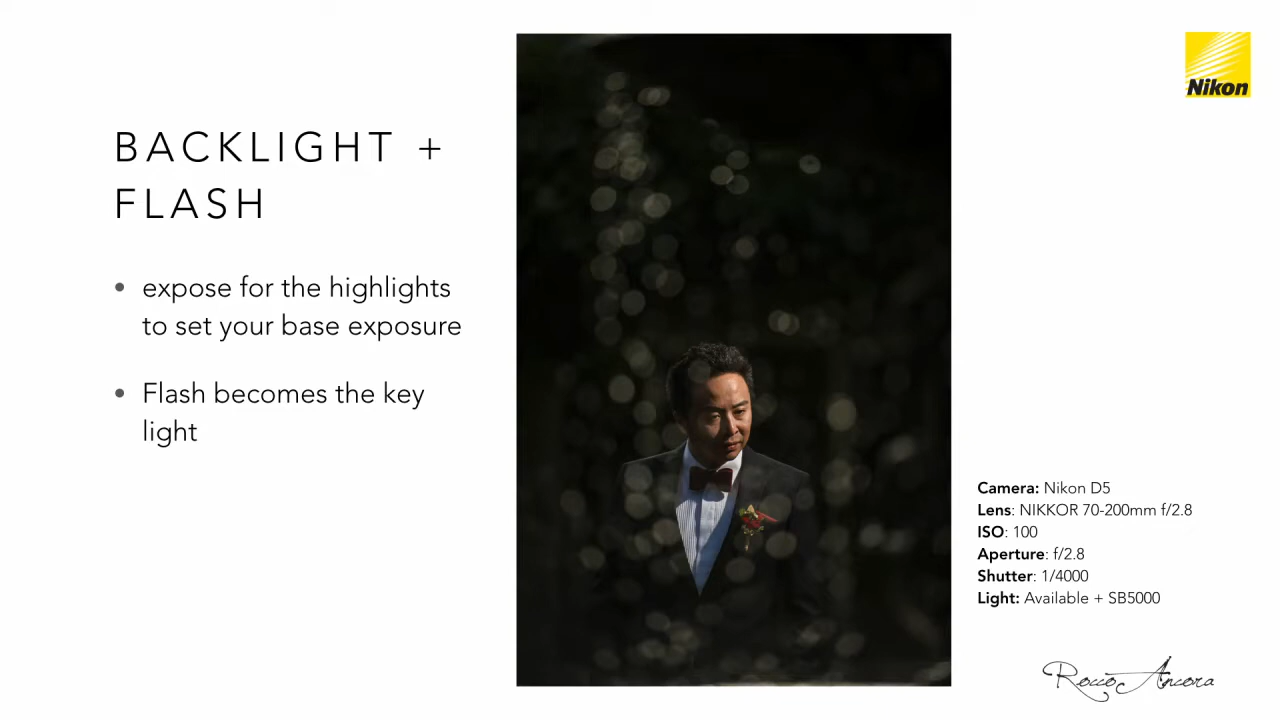 BACKLIGHT +
FLASH
• expose for the highlights
to set your base exposure
• Flash becomes the key
light
Nikon
Camera: Nikon D5
Lens: NIKKOR 70-200mm f/2.8
ISO: 100
Aperture: f/2.8
Shutter: 1/4000
Light: Available + SB5000
Rocco Ancora